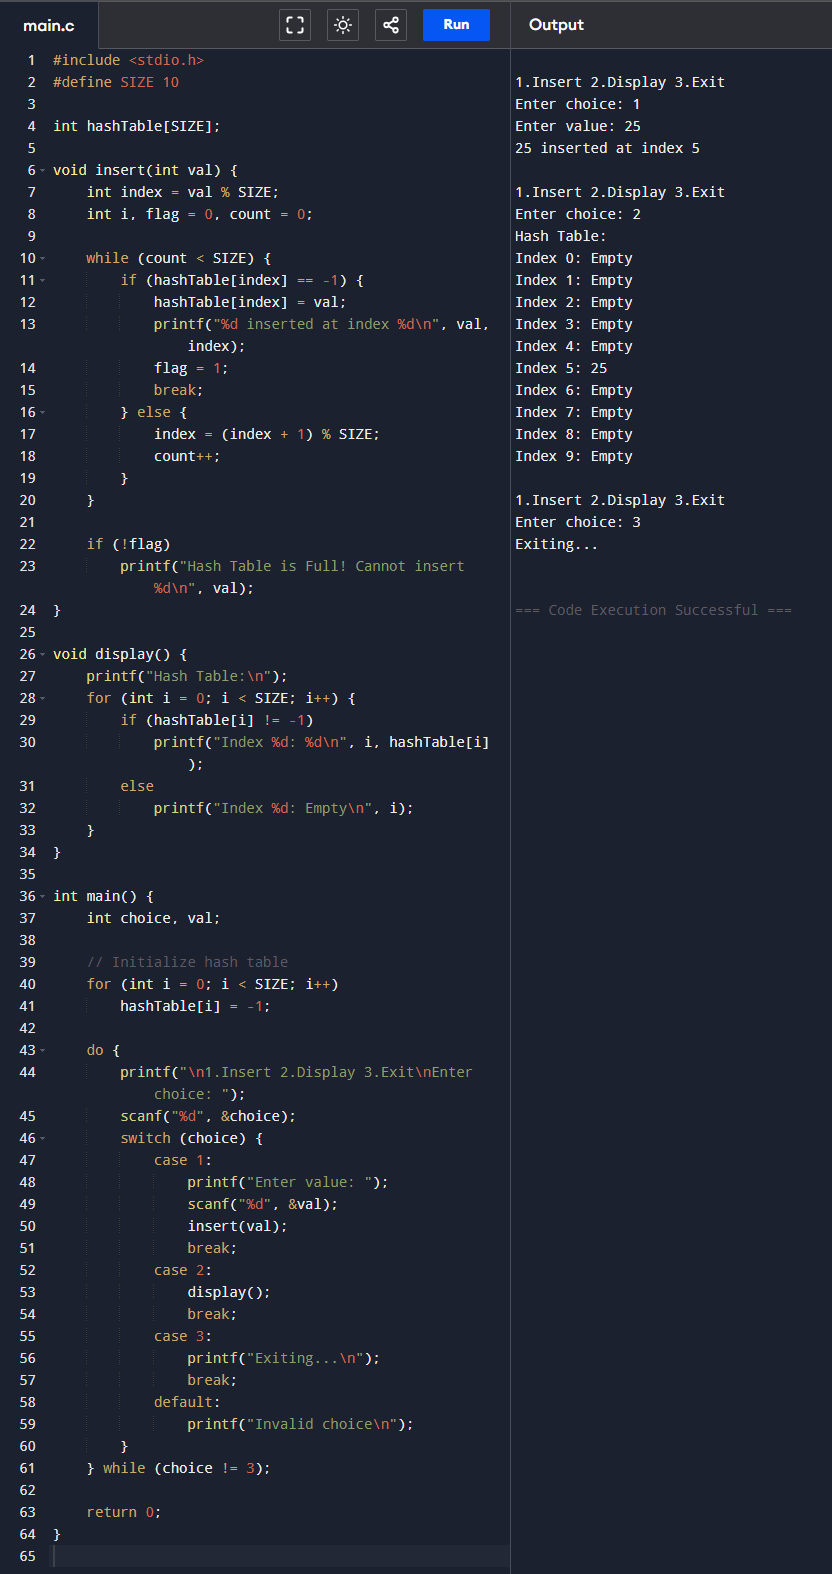 main.c
Run
Output
1 #include <stdio.h>
2 #define SIZE 10
3
4 int hashTable[SIZE];
5
6 void insert(int val) {
7     int index = val % SIZE;
8     int i, flag = 0, count = 0;
9
10     while (count < SIZE) {
11         if (hashTable[index] == -1) {
12             hashTable[index] = val;
13             printf("%d inserted at index %d\n", val,
                index);
14             flag = 1;
15             break;
16         } else {
17             index = (index + 1) % SIZE;
18             count++;
19         }
20     }
21
22     if (!flag)
23         printf("Hash Table is Full! Cannot insert
            %d\n", val);
24 }
25
26 void display() {
27     printf("Hash Table:\n");
28     for (int i = 0; i < SIZE; i++) {
29         if (hashTable[i] != -1)
30             printf("Index %d: %d\n", i, hashTable[i]
                );
31         else
32             printf("Index %d: Empty\n", i);
33     }
34 }
35
36 int main() {
37     int choice, val;
38
39     // Initialize hash table
40     for (int i = 0; i < SIZE; i++)
41         hashTable[i] = -1;
42
43     do {
44         printf("\n1.Insert 2.Display 3.Exit\nEnter
            choice: ");
45         scanf("%d", &choice);
46         switch (choice) {
47             case 1:
48                 printf("Enter value: ");
49                 scanf("%d", &val);
50                 insert(val);
51                 break;
52             case 2:
53                 display();
54                 break;
55             case 3:
56                 printf("Exiting...\n");
57                 break;
58             default:
59                 printf("Invalid choice\n");
60         }
61     } while (choice != 3);
62
63     return 0;
64 }
65
1.Insert 2.Display 3.Exit
Enter choice: 1
Enter value: 25
25 inserted at index 5

1.Insert 2.Display 3.Exit
Enter choice: 2
Hash Table:
Index 0: Empty
Index 1: Empty
Index 2: Empty
Index 3: Empty
Index 4: Empty
Index 5: 25
Index 6: Empty
Index 7: Empty
Index 8: Empty
Index 9: Empty

1.Insert 2.Display 3.Exit
Enter choice: 3
Exiting...

=== Code Execution Successful ===